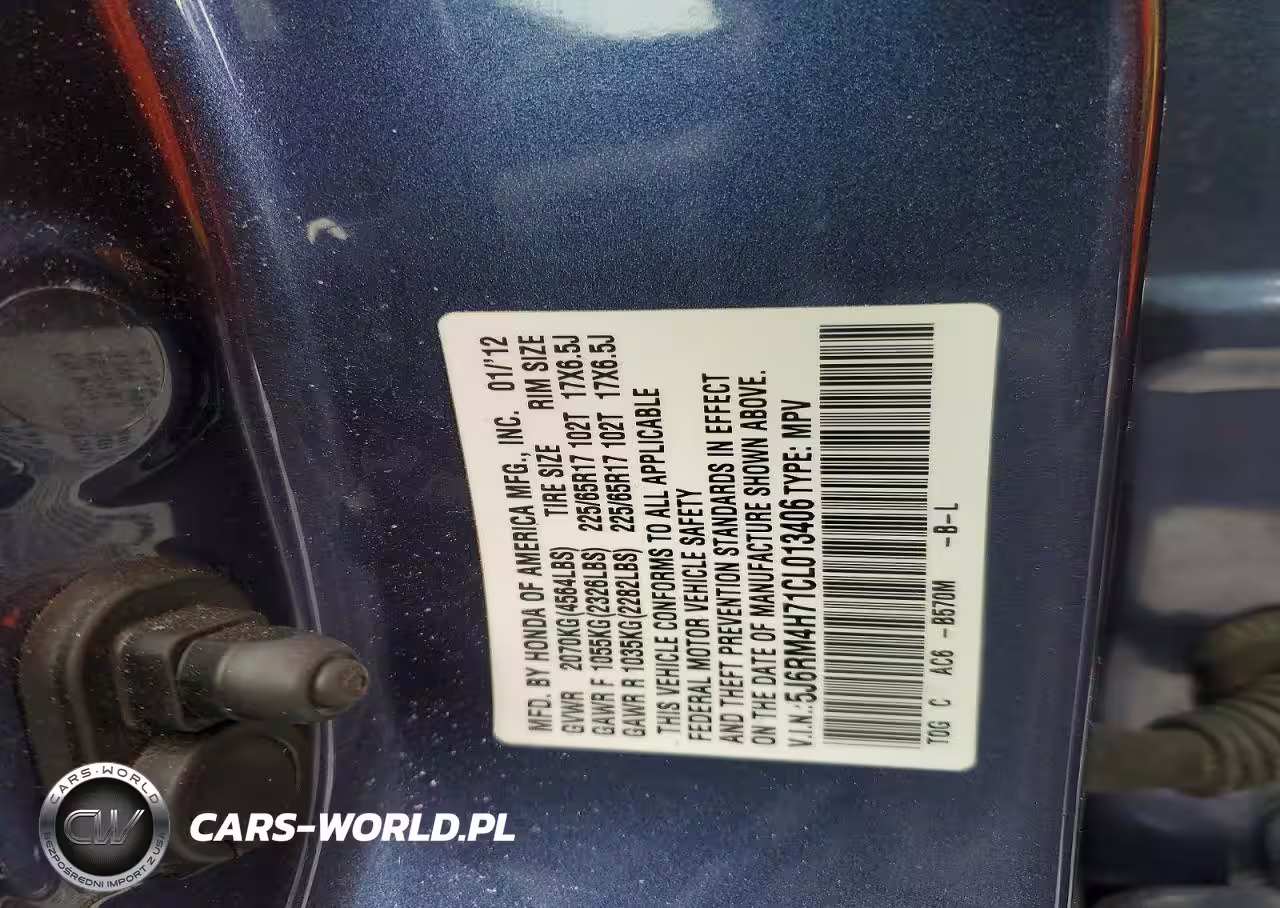 MFD. BY HONDA OF AMERICA MFG., INC. 01/'12
GVWR 2070KG(4564LBS) TIRE SIZE RIM SIZE
GAWR F 1055KG(2326LBS) 225/65R17 102T 17X6.5J
GAWR R 1035KG(2282LBS) 225/65R17 102T 17X6.5J
THIS VEHICLE CONFORMS TO ALL APPLICABLE
FEDERAL MOTOR VEHICLE SAFETY
AND THEFT PREVENTION STANDARDS IN EFFECT
ON THE DATE OF MANUFACTURE SHOWN ABOVE.
V.I.N.:5J6RM4H71CL013406 TYPE: MPV
TOG C AC6 -B570M -B-L
CARS-WORLD
CW
BEZPOŚREDNI IMPORT Z USA
CARS-WORLD.PL